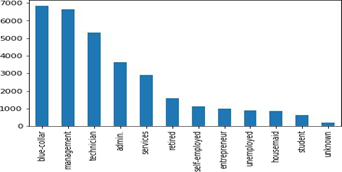 7000
6000
5000
4000
3000
2000
1000
0
blue-collar
management
technician
admin.
services
retired
self-employed
entrepreneur
unemployed
housemaid
student
unknown